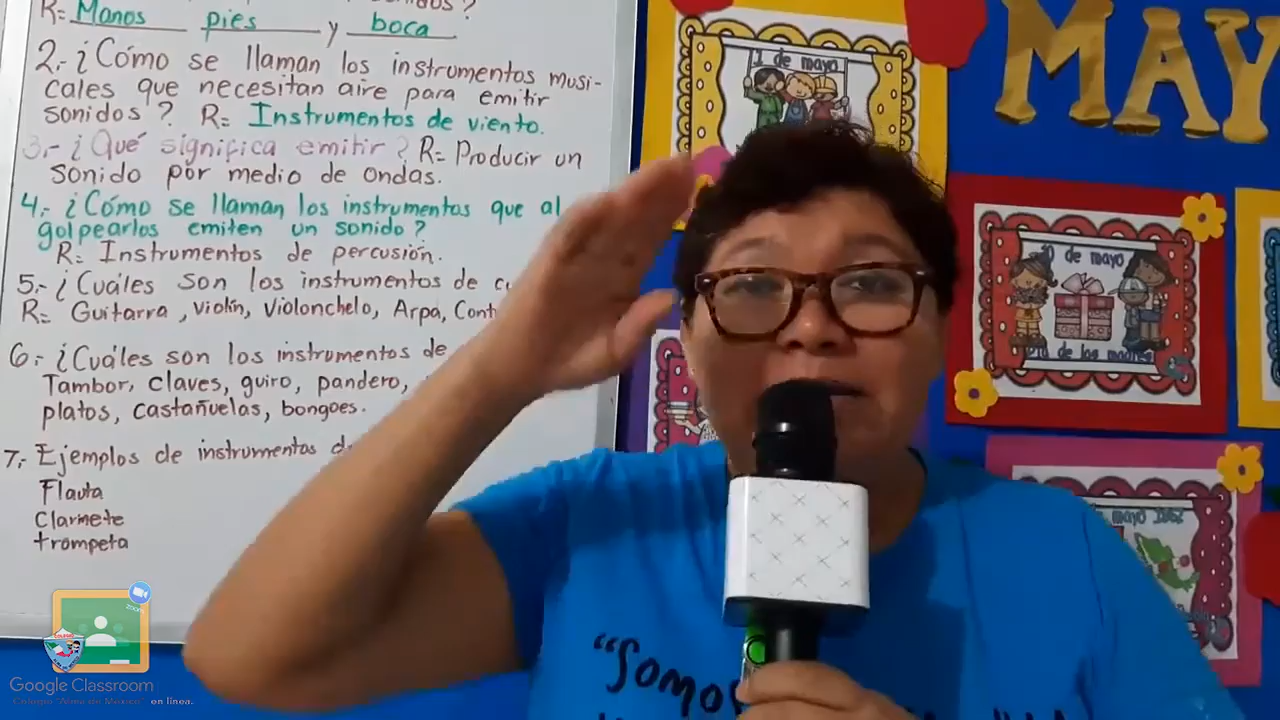 R= Manos pies y boca
2.- ¿Cómo se llaman los instrumentos musi-
cales que necesitan aire para emitir
sonidos? R= Instrumentos de viento.
3.- ¿Qué significa emitir? R= Producir un
sonido por medio de ondas.
4.- ¿Cómo se llaman los instrumentos que al
golpearlos emiten un sonido?
R= Instrumentos de percusión.
5.- ¿Cuáles son los instrumentos de
R= Guitarra, violín, Violonchelo, Arpa,
6.- ¿Cuáles son los instrumentos de
Tambor, claves, guiro, pandero,
platos, castañuelas, bongoes.
7.- Ejemplos de instrumentos
Flauta
Clarinete
trompeta
zoom
Google Classroom
Colegio en línea.
1 de mayo
MAY
10 de mayo
Día de las madres
mayo
"Somos